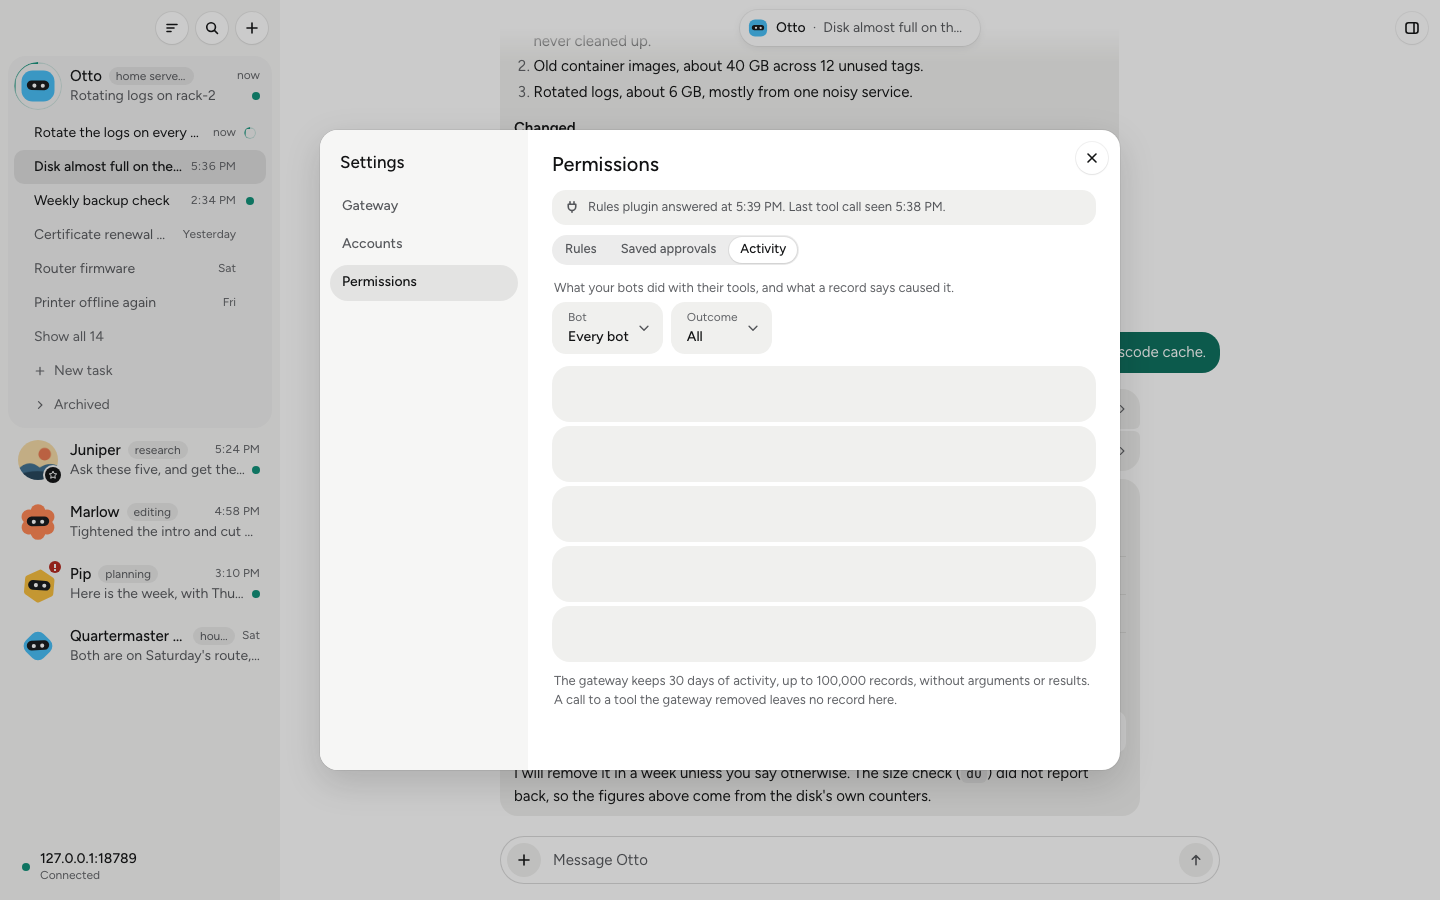 Otto home serve... now
Rotating logs on rack-2
Rotate the logs on every ... now
Disk almost full on the... 5:36 PM
Weekly backup check 2:34 PM
Certificate renewal ... Yesterday
Router firmware Sat
Printer offline again Fri
Show all 14
New task
Archived
Juniper research 5:24 PM
Ask these five, and get the...
Marlow editing 4:58 PM
Tightened the intro and cut ...
Pip planning 3:10 PM
Here is the week, with Thu...
Quartermaster ... hou... Sat
Both are on Saturday's route,...
127.0.0.1:18789
Connected
Otto · Disk almost full on th...
never cleaned up.
2. Old container images, about 40 GB across 12 unused tags.
3. Rotated logs, about 6 GB, mostly from one noisy service.
Changed
scode cache.
Settings
Gateway
Accounts
Permissions
Permissions
Rules plugin answered at 5:39 PM. Last tool call seen 5:38 PM.
Rules Saved approvals Activity
What your bots did with their tools, and what a record says caused it.
Bot
Every bot
Outcome
All
The gateway keeps 30 days of activity, up to 100,000 records, without arguments or results.
A call to a tool the gateway removed leaves no record here.
I will remove it in a week unless you say otherwise. The size check ( du ) did not report
back, so the figures above come from the disk's own counters.
Message Otto